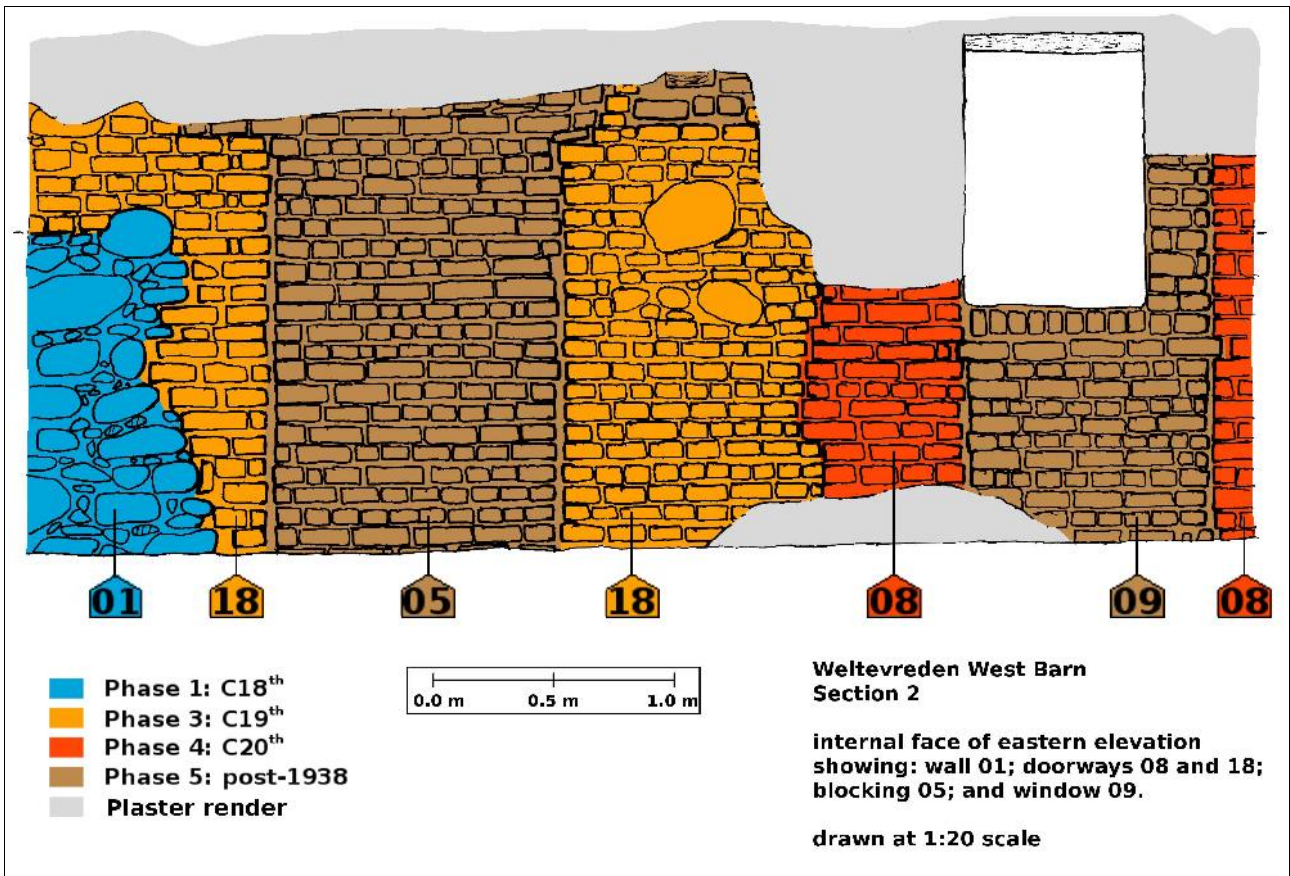 01 18 05 18 08 09 08
Phase 1: C18th
Phase 3: C19th
Phase 4: C20th
Phase 5: post-1938
Plaster render
0.0 m 0.5 m 1.0 m
Weltevreden West Barn
Section 2
internal face of eastern elevation
showing: wall 01; doorways 08 and 18;
blocking 05; and window 09.
drawn at 1:20 scale